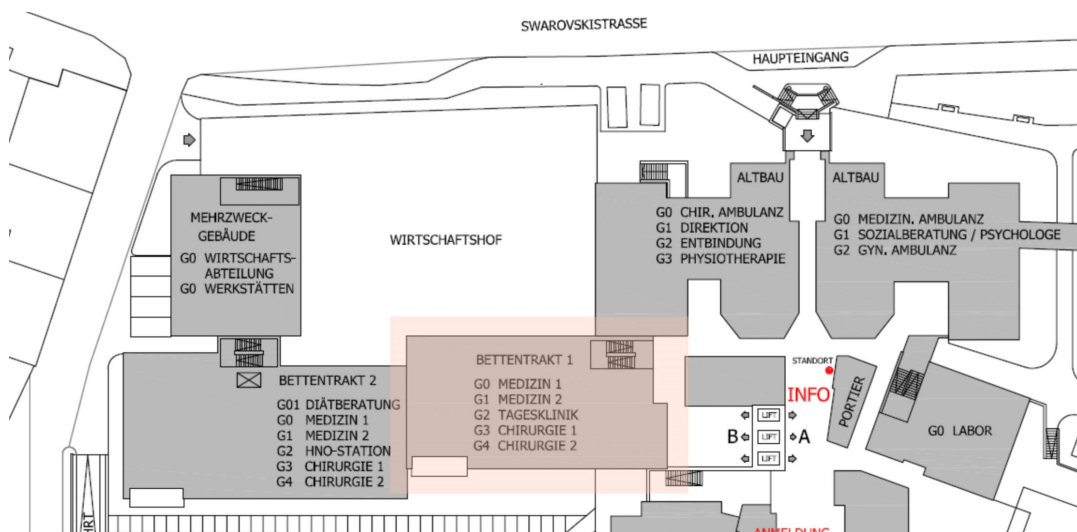 SWAROVSKISTRASSE
HAUPTEINGANG
ALTBAU
ALTBAU
MEHRZWECK-
GEBÄUDE
G0 WIRTSCHAFTS-
ABTEILUNG
G0 WERKSTÄTTEN
WIRTSCHAFTSHOF
G0 CHIR. AMBULANZ
G1 DIREKTION
G2 ENTBINDUNG
G3 PHYSIOTHERAPIE
G0 MEDIZIN. AMBULANZ
G1 SOZIALBERATUNG / PSYCHOLOGE
G2 GYN. AMBULANZ
BETTENTRAKT 2
G01 DIÄTBERATUNG
G0 MEDIZIN 1
G1 MEDIZIN 2
G2 HNO-STATION
G3 CHIRURGIE 1
G4 CHIRURGIE 2
BETTENTRAKT 1
G0 MEDIZIN 1
G1 MEDIZIN 2
G2 TAGESKLINIK
G3 CHIRURGIE 1
G4 CHIRURGIE 2
STANDORT
INFO
PORTIER
LIFT
B LIFT A
LIFT
G0 LABOR
ANMELDUNG